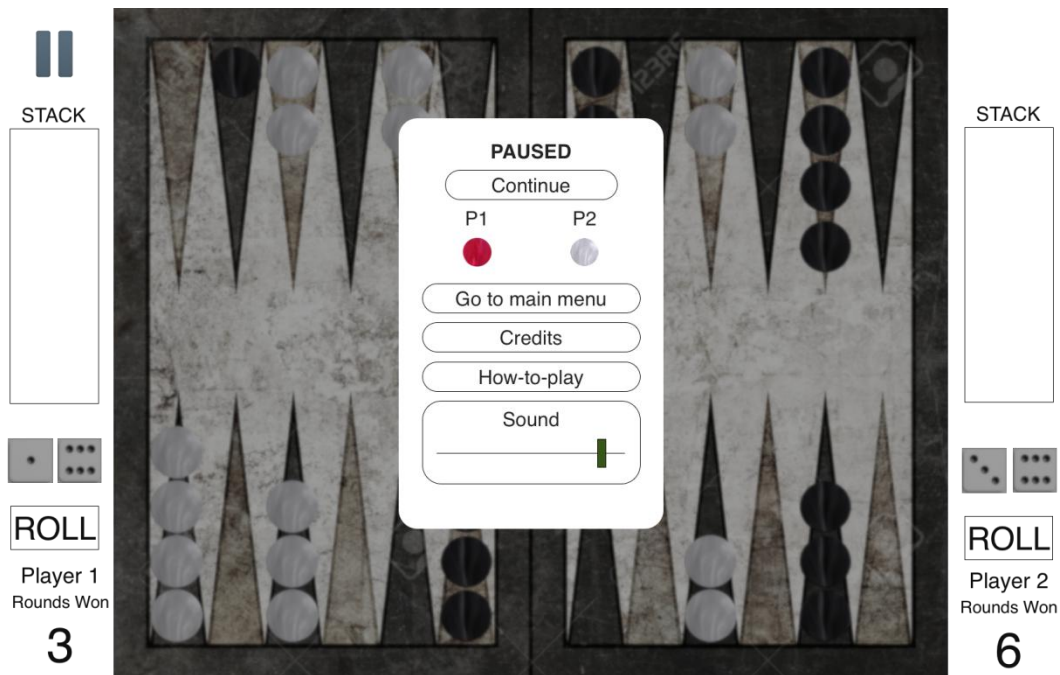 STACK
ROLL
Player 1
Rounds Won
3
PAUSED
Continue
P1 P2
Go to main menu
Credits
How-to-play
Sound
STACK
ROLL
Player 2
Rounds Won
6
123RF